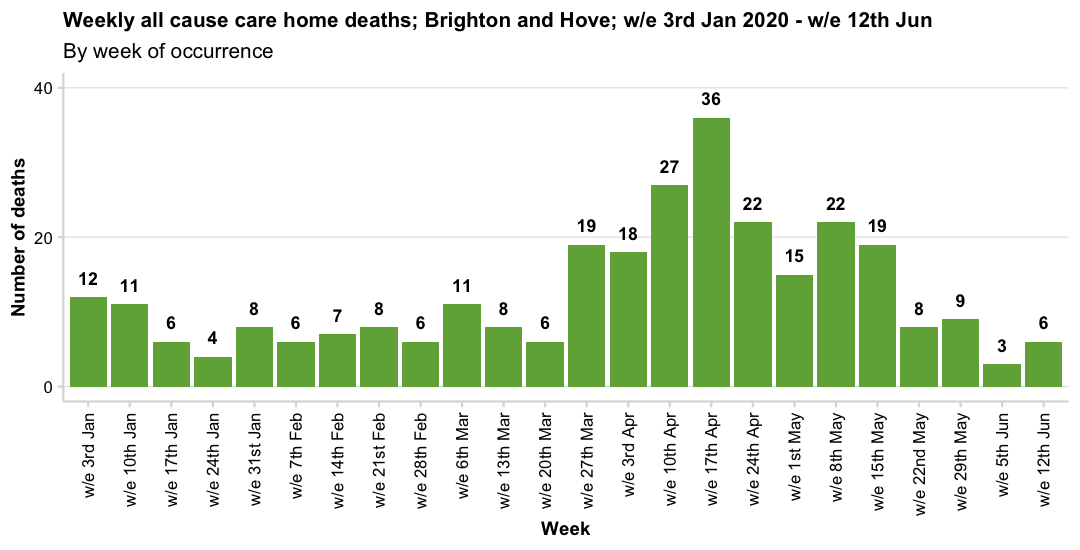 Weekly all cause care home deaths; Brighton and Hove; w/e 3rd Jan 2020 - w/e 12th Jun
By week of occurrence
Number of deaths
40
20
0
12
11
6
4
8
6
7
8
6
11
8
6
19
18
27
36
22
15
22
19
8
9
3
6
w/e 3rd Jan
w/e 10th Jan
w/e 17th Jan
w/e 24th Jan
w/e 31st Jan
w/e 7th Feb
w/e 14th Feb
w/e 21st Feb
w/e 28th Feb
w/e 6th Mar
w/e 13th Mar
w/e 20th Mar
w/e 27th Mar
w/e 3rd Apr
w/e 10th Apr
w/e 17th Apr
w/e 24th Apr
w/e 1st May
w/e 8th May
w/e 15th May
w/e 22nd May
w/e 29th May
w/e 5th Jun
w/e 12th Jun
Week